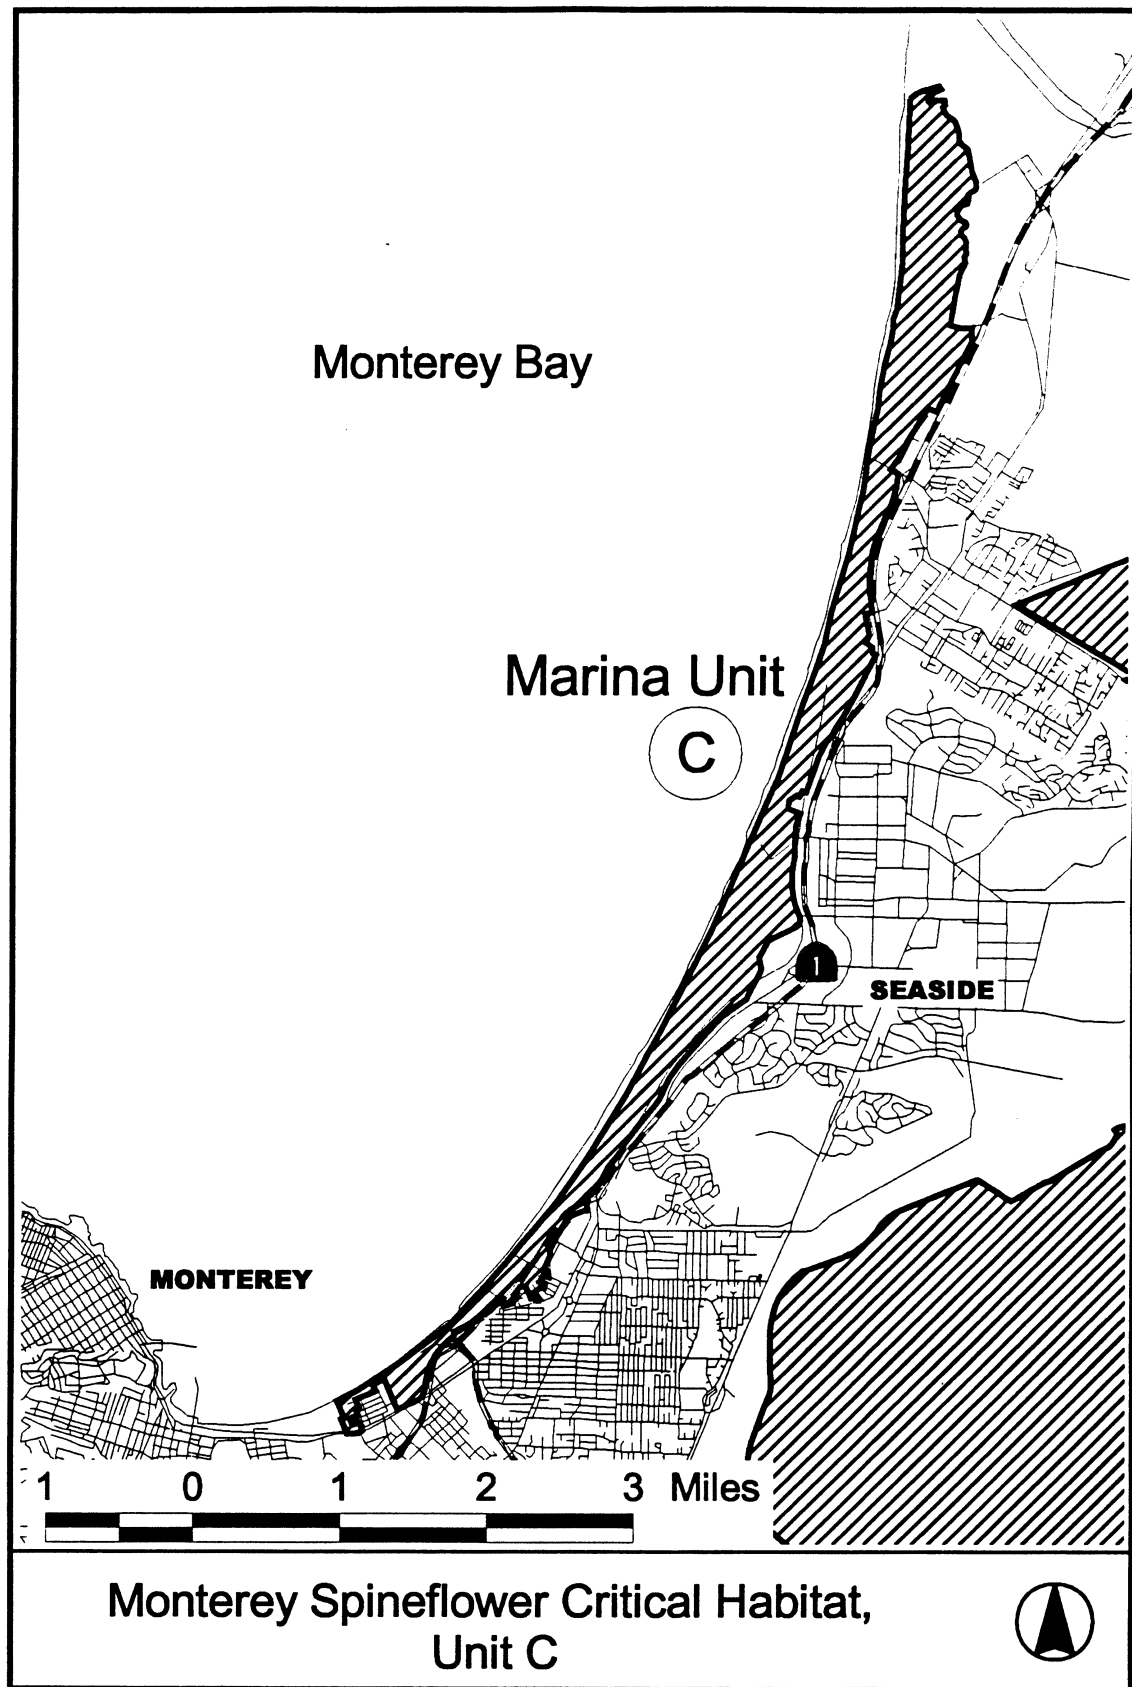 Monterey Bay
Marina Unit
C
1
SEASIDE
MONTEREY
1 0 1 2 3 Miles
Monterey Spineflower Critical Habitat,
Unit C